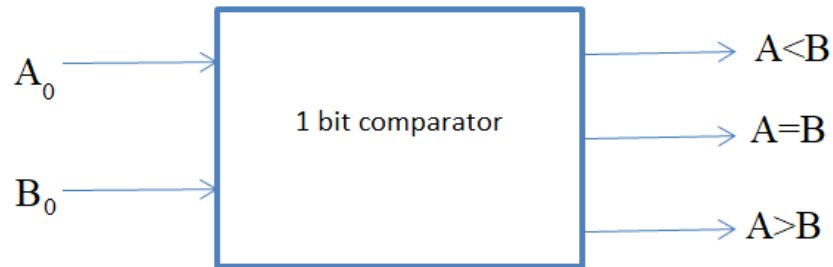 A₀
B₀
1 bit comparator
A<B
A=B
A>B